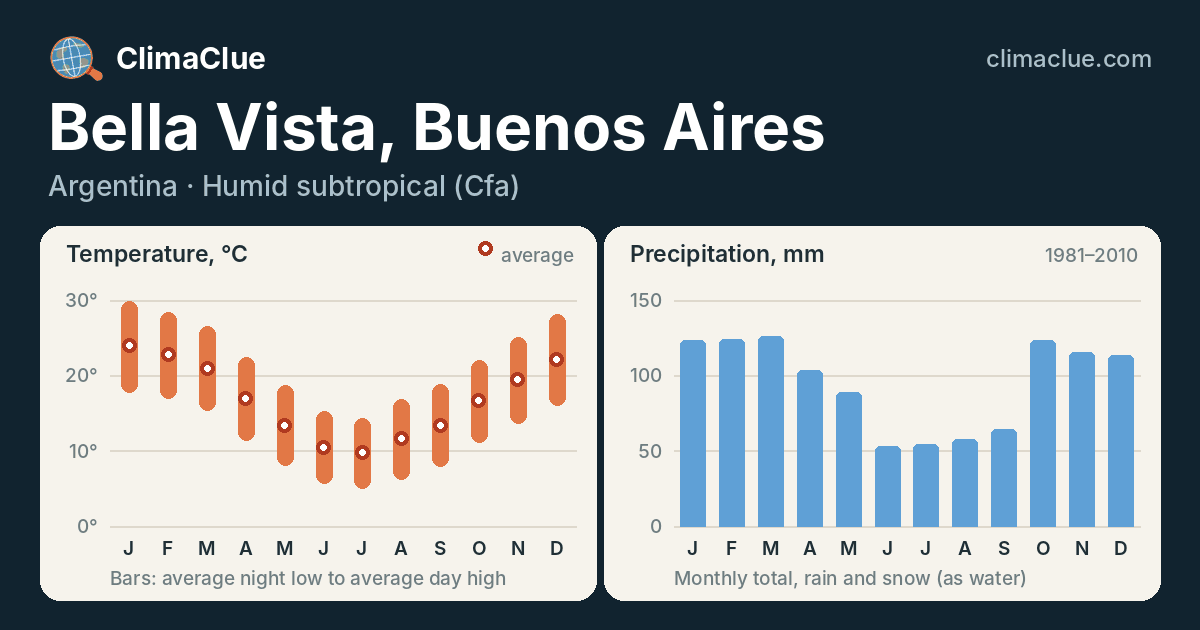 ClimaClue
climaclue.com
Bella Vista, Buenos Aires
Argentina · Humid subtropical (Cfa)
Temperature, °C
average
30°
20°
10°
0°
J F M A M J J A S O N D
Bars: average night low to average day high
Precipitation, mm
1981–2010
150
100
50
0
J F M A M J J A S O N D
Monthly total, rain and snow (as water)